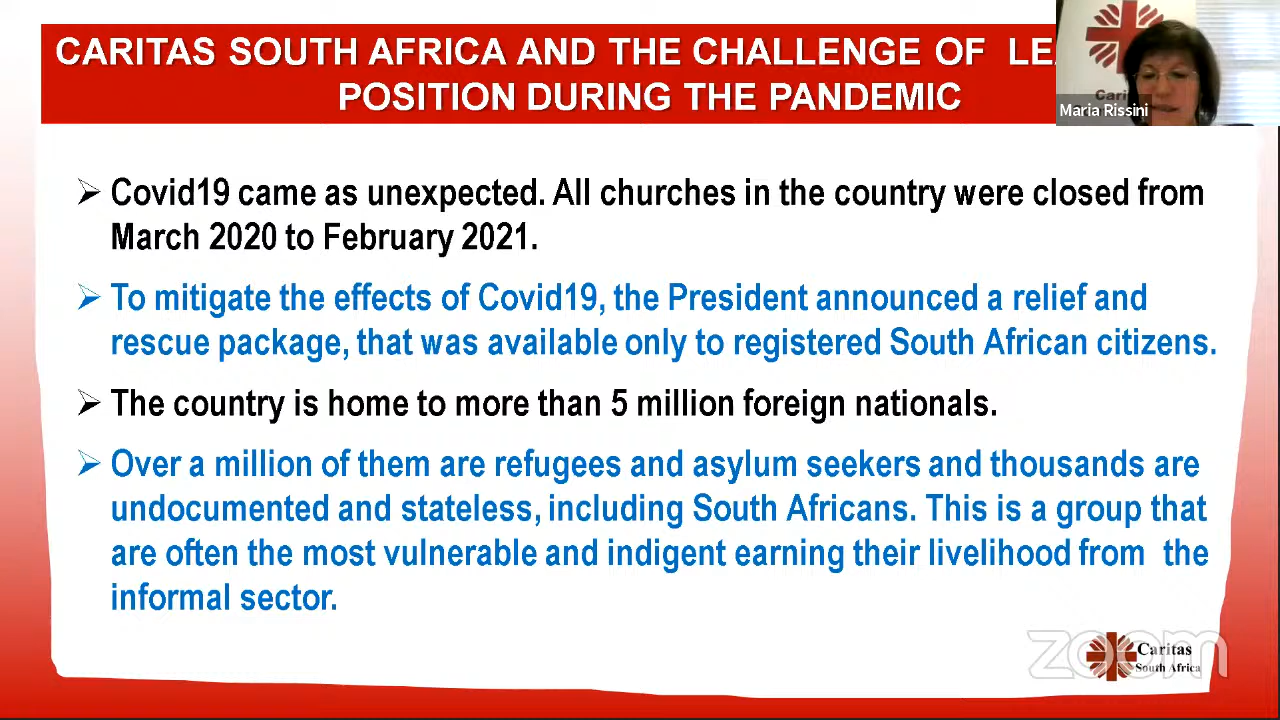 CARITAS SOUTH AFRICA AND THE CHALLENGE OF LEA
POSITION DURING THE PANDEMIC
Caritas
Maria Rissini
Covid19 came as unexpected. All churches in the country were closed from
March 2020 to February 2021.
To mitigate the effects of Covid19, the President announced a relief and
rescue package, that was available only to registered South African citizens.
The country is home to more than 5 million foreign nationals.
Over a million of them are refugees and asylum seekers and thousands are
undocumented and stateless, including South Africans. This is a group that
are often the most vulnerable and indigent earning their livelihood from the
informal sector.
zoom
Caritas
South Africa